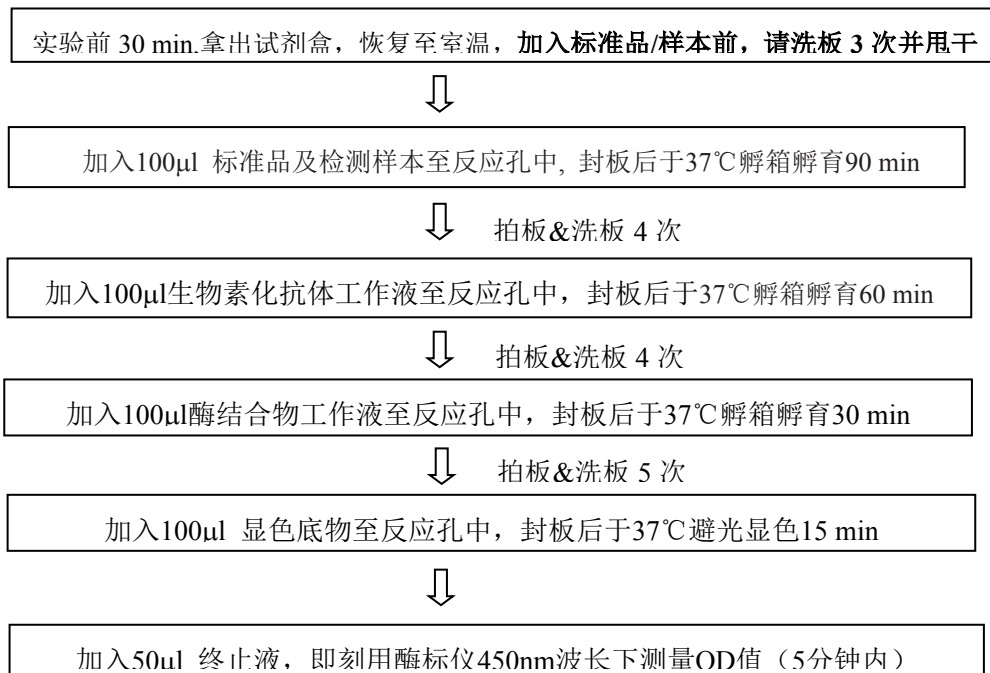 实验前 30 min,拿出试剂盒，恢复至室温，加入标准品/样本前，请洗板 3 次并甩干
加入100μl 标准品及检测样本至反应孔中, 封板后于37℃孵箱孵育90 min
拍板&洗板 4 次
加入100μl生物素化抗体工作液至反应孔中，封板后于37℃孵箱孵育60 min
拍板&洗板 4 次
加入100μl酶结合物工作液至反应孔中，封板后于37℃孵箱孵育30 min
拍板&洗板 5 次
加入100μl 显色底物至反应孔中，封板后于37℃避光显色15 min
加入50μl 终止液，即刻用酶标仪450nm波长下测量OD值（5分钟内）